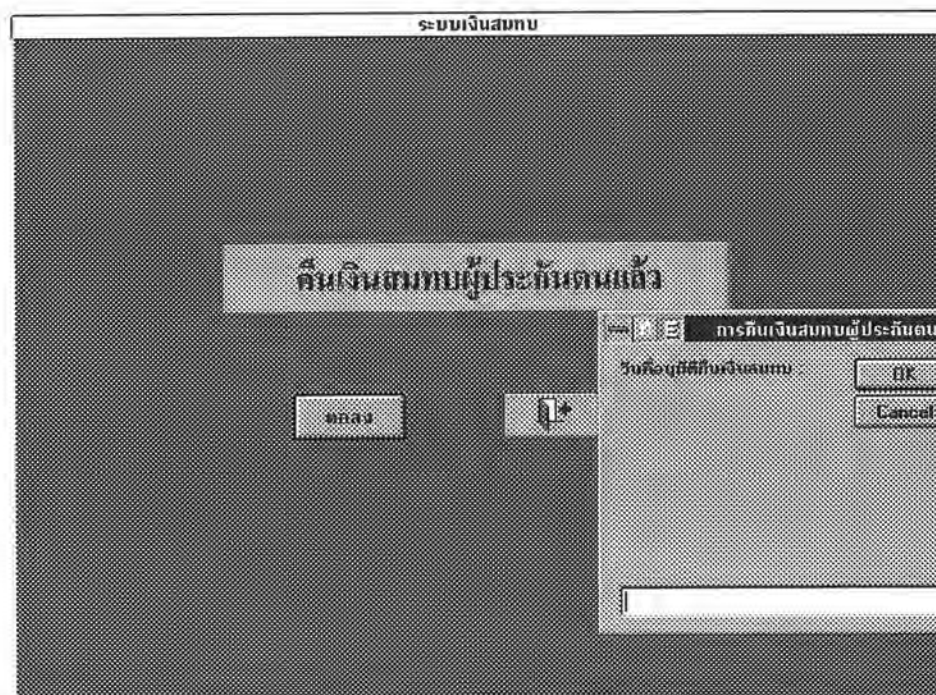 ระบบเงินสมทบ
คืนเงินสมทบผู้ประกันตนแล้ว
การคืนเงินสมทบผู้ประกันตน
วันที่อนุมัติคืนเงินสมทบ :
OK
ตกลง
Cancel